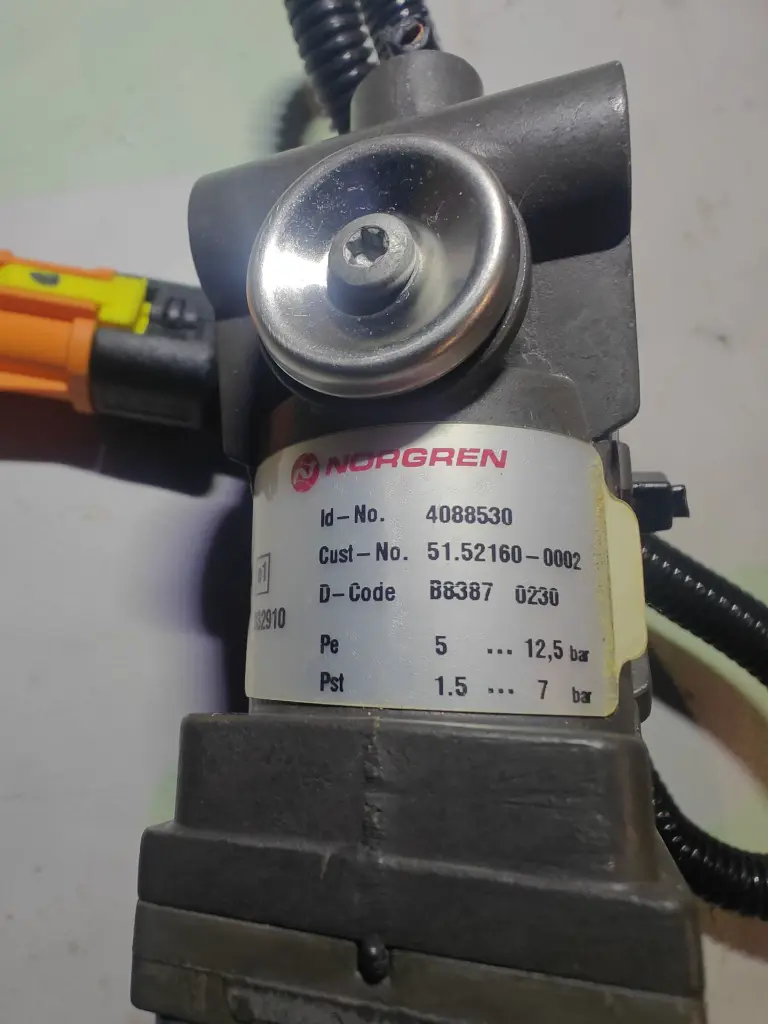 NORGREN
Id-No. 4088530
Cust-No. 51.52160-0002
D-Code B8387 0230
Pe 5 ... 12,5 bar
Pst 1.5 ... 7 bar